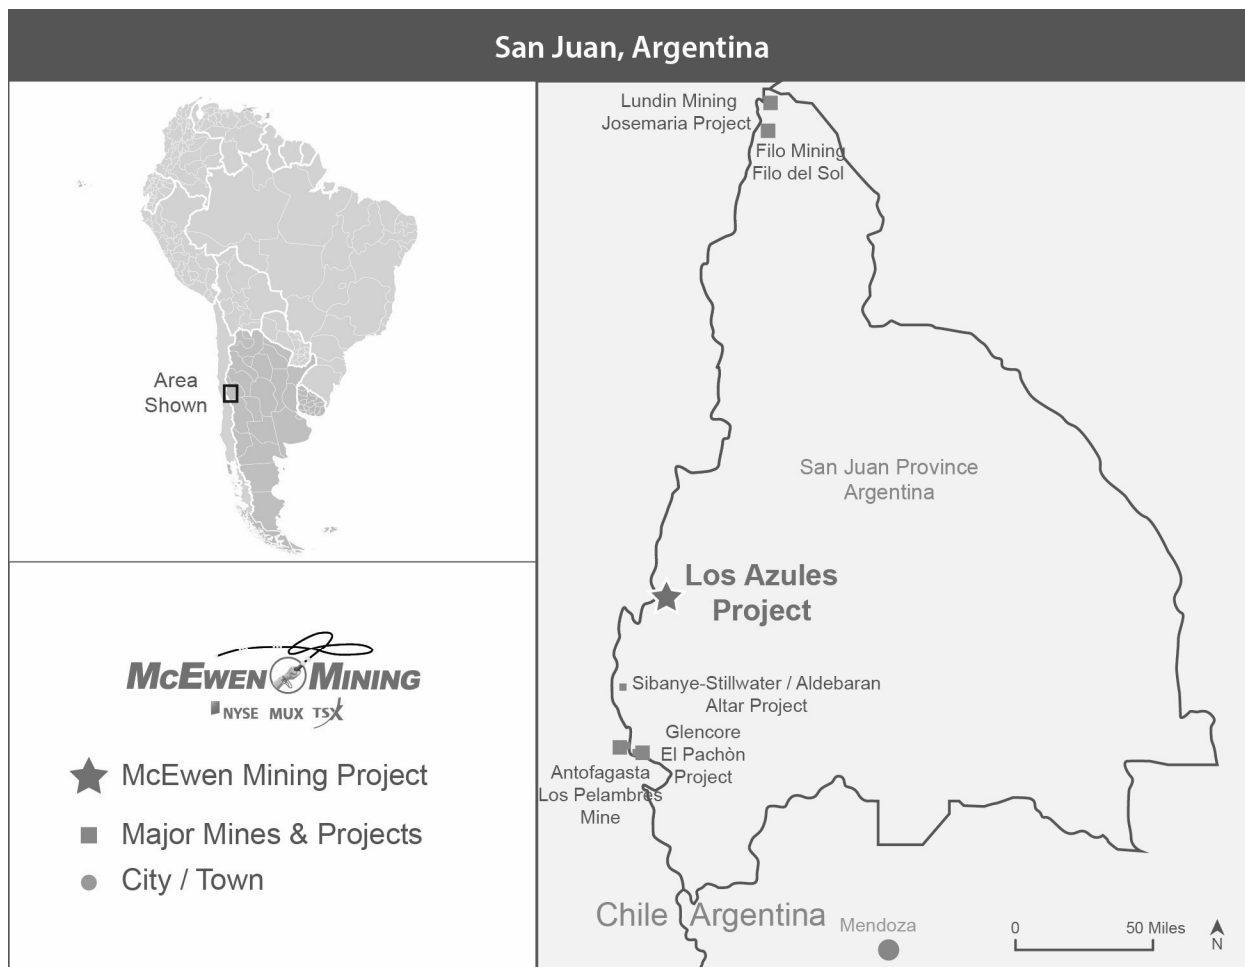 San Juan, Argentina
Area
Shown
McEwen Mining
NYSE MUX TSX
McEwen Mining Project
Major Mines & Projects
City / Town
Lundin Mining
Josemaria Project
Filo Mining
Filo del Sol
San Juan Province
Argentina
Los Azules
Project
Sibanye-Stillwater / Aldebaran
Altar Project
Glencore
El Pachòn
Project
Antofagasta
Los Pelambres
Mine
Chile
Argentina
Mendoza
0
50 Miles
N